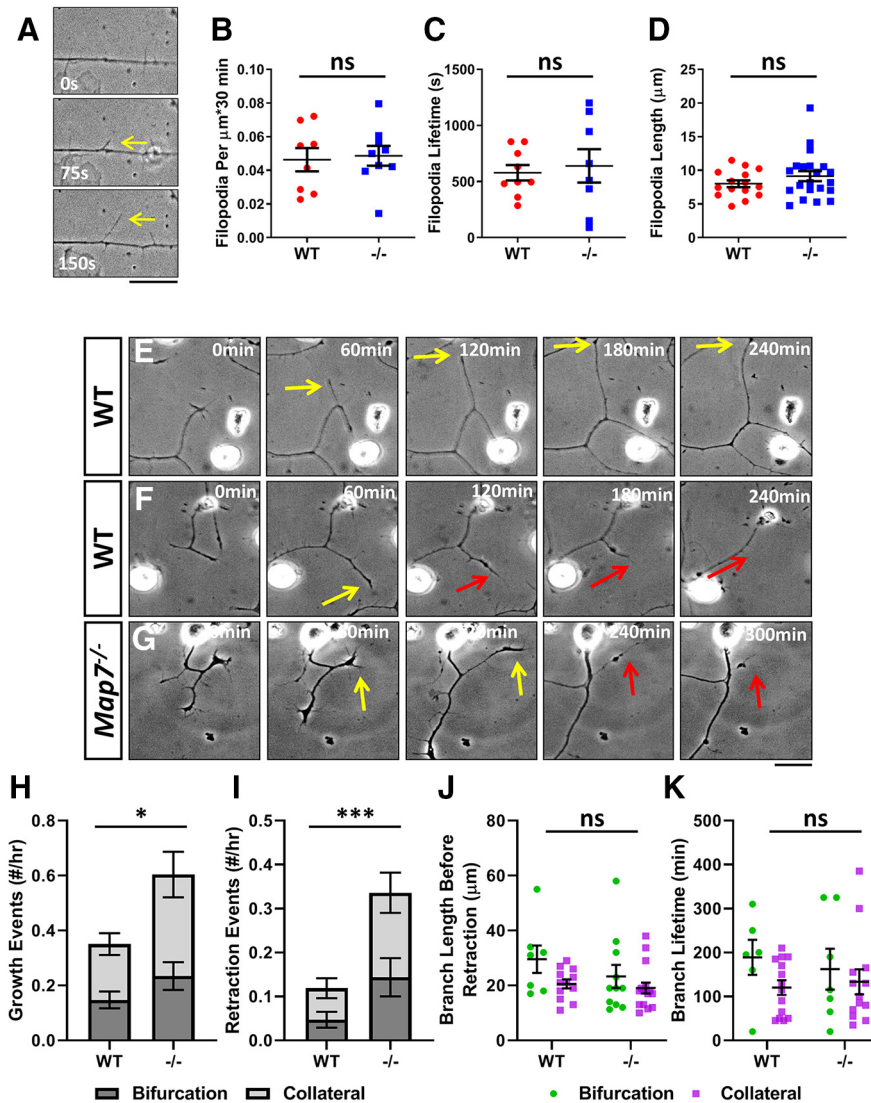 A
0s
75s
150s
B
ns
Filopodia Per μm*30 min
0.10
0.08
0.06
0.04
0.02
0.00
WT
-/-
C
ns
Filopodia Lifetime (s)
1500
1000
500
0
WT
-/-
D
ns
Filopodia Length (μm)
25
20
15
10
5
0
WT
-/-
WT
E
0min
60min
120min
180min
240min
WT
F
0min
60min
120min
180min
240min
Map7-/-
G
240min
300min
H
*
Growth Events (#/hr)
0.8
0.6
0.4
0.2
0.0
WT
-/-
I
***
Retraction Events (#/hr)
0.5
0.4
0.3
0.2
0.1
0.0
WT
-/-
Bifurcation
Collateral
J
ns
Branch Length Before
Retraction (μm)
80
60
40
20
0
WT
-/-
K
ns
Branch Lifetime (min)
500
400
300
200
100
0
WT
-/-
Bifurcation
Collateral